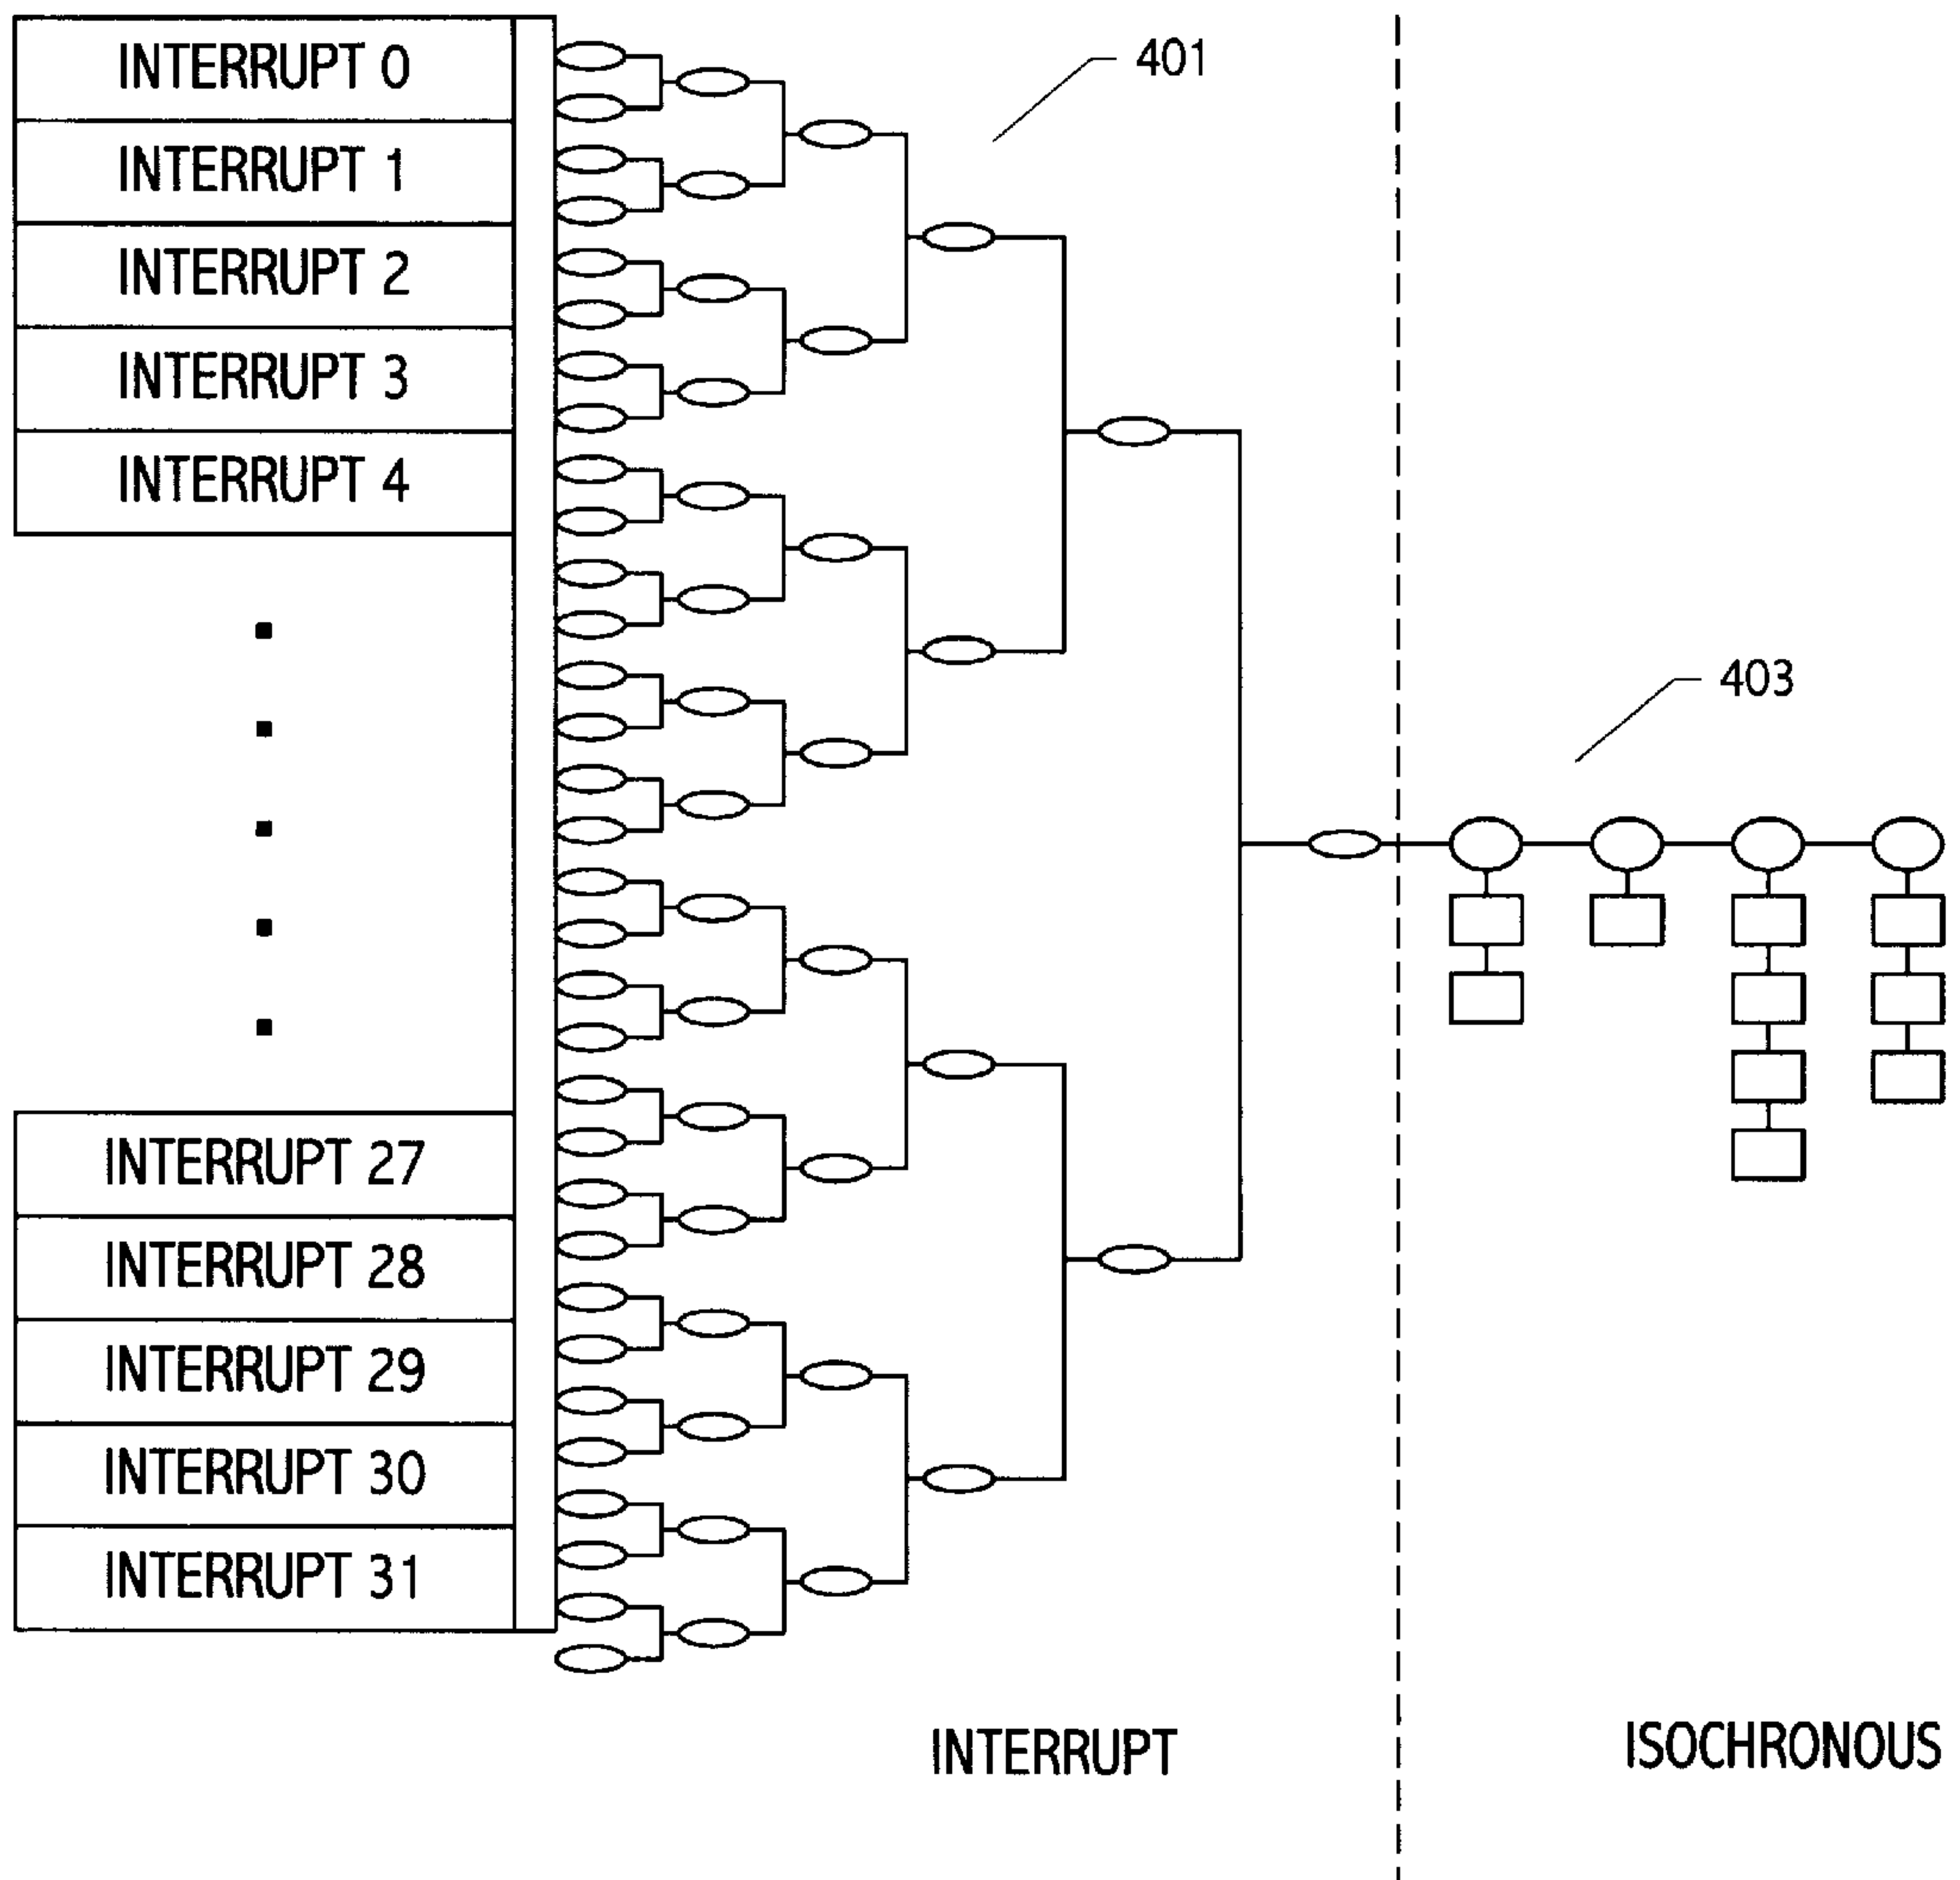 INTERRUPT 0
INTERRUPT 1
INTERRUPT 2
INTERRUPT 3
INTERRUPT 4
INTERRUPT 27
INTERRUPT 28
INTERRUPT 29
INTERRUPT 30
INTERRUPT 31
401
403
INTERRUPT
ISOCHRONOUS